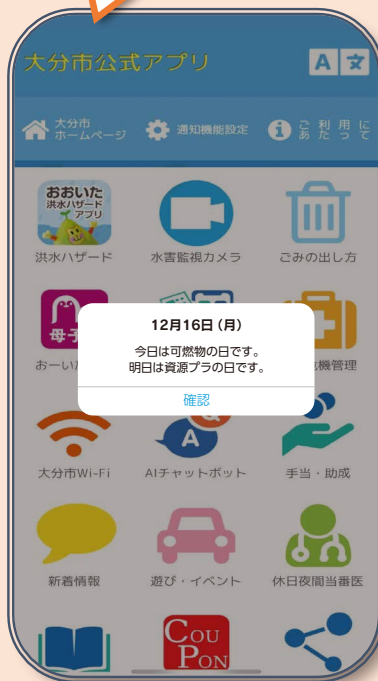 大分市公式アプリ
A文
大分市
ホームページ
通知機能設定
ご利用に
あたって
おおいた
洪水ハザード
アプリ
洪水ハザード
水害監視カメラ
ごみの出し方
母子
12月16日(月)
今日は可燃物の日です。
明日は資源プラの日です。
確認
おーい
機管理
A
Q
大分市Wi-Fi
AIチャットボット
手当・助成
新着情報
遊び・イベント
休日夜間当番医
COU
PON